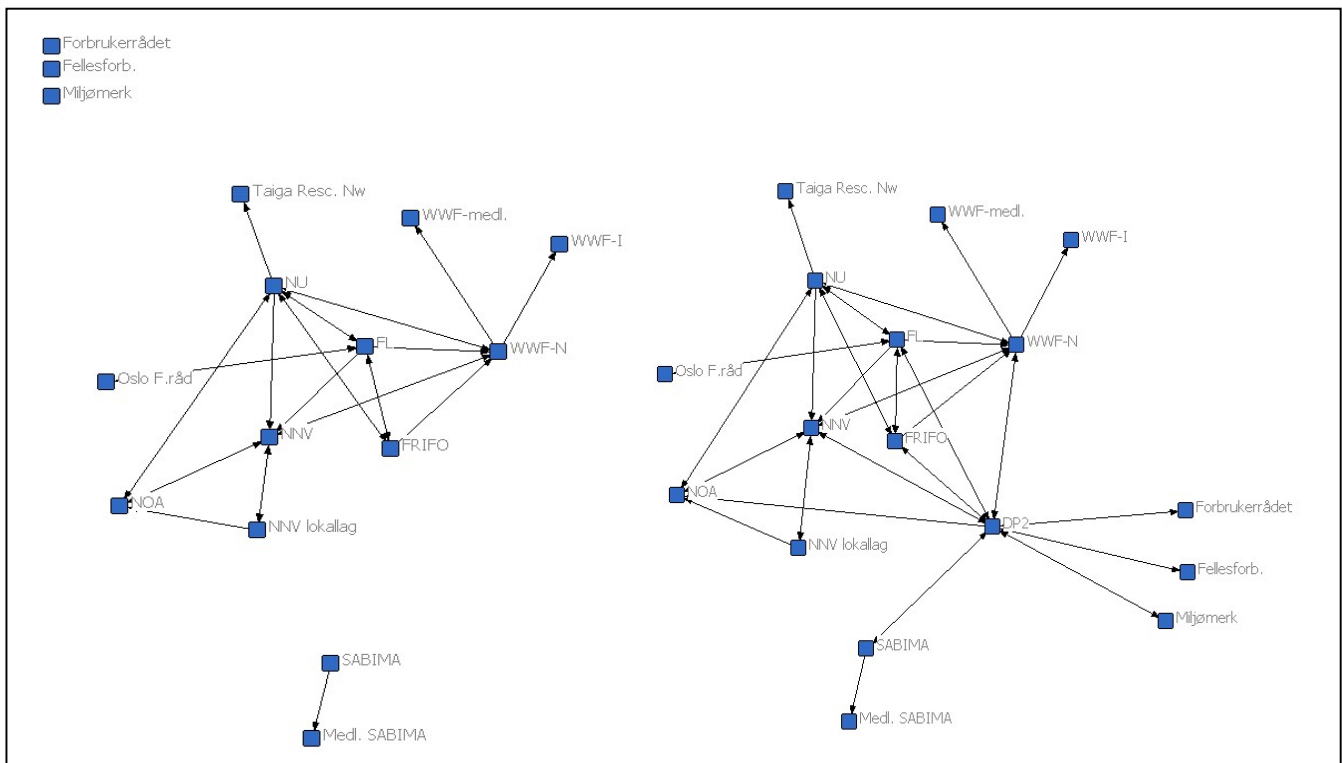 Forbrukerrådet
Fellesforb.
Miljømerk
Taiga Resc. Nw
WWF-medl.
WWF-I
NU
FL
WWF-N
Oslo F.råd
NNV
FRIFO
NOA
NNV lokallag
SABIMA
Medl. SABIMA
Taiga Resc. Nw
WWF-medl.
WWF-I
NU
FL
WWF-N
Oslo F.råd
NNV
FRIFO
NOA
Forbrukerrådet
DP2
NNV lokallag
Fellesforb.
Miljømerk
SABIMA
Medl. SABIMA